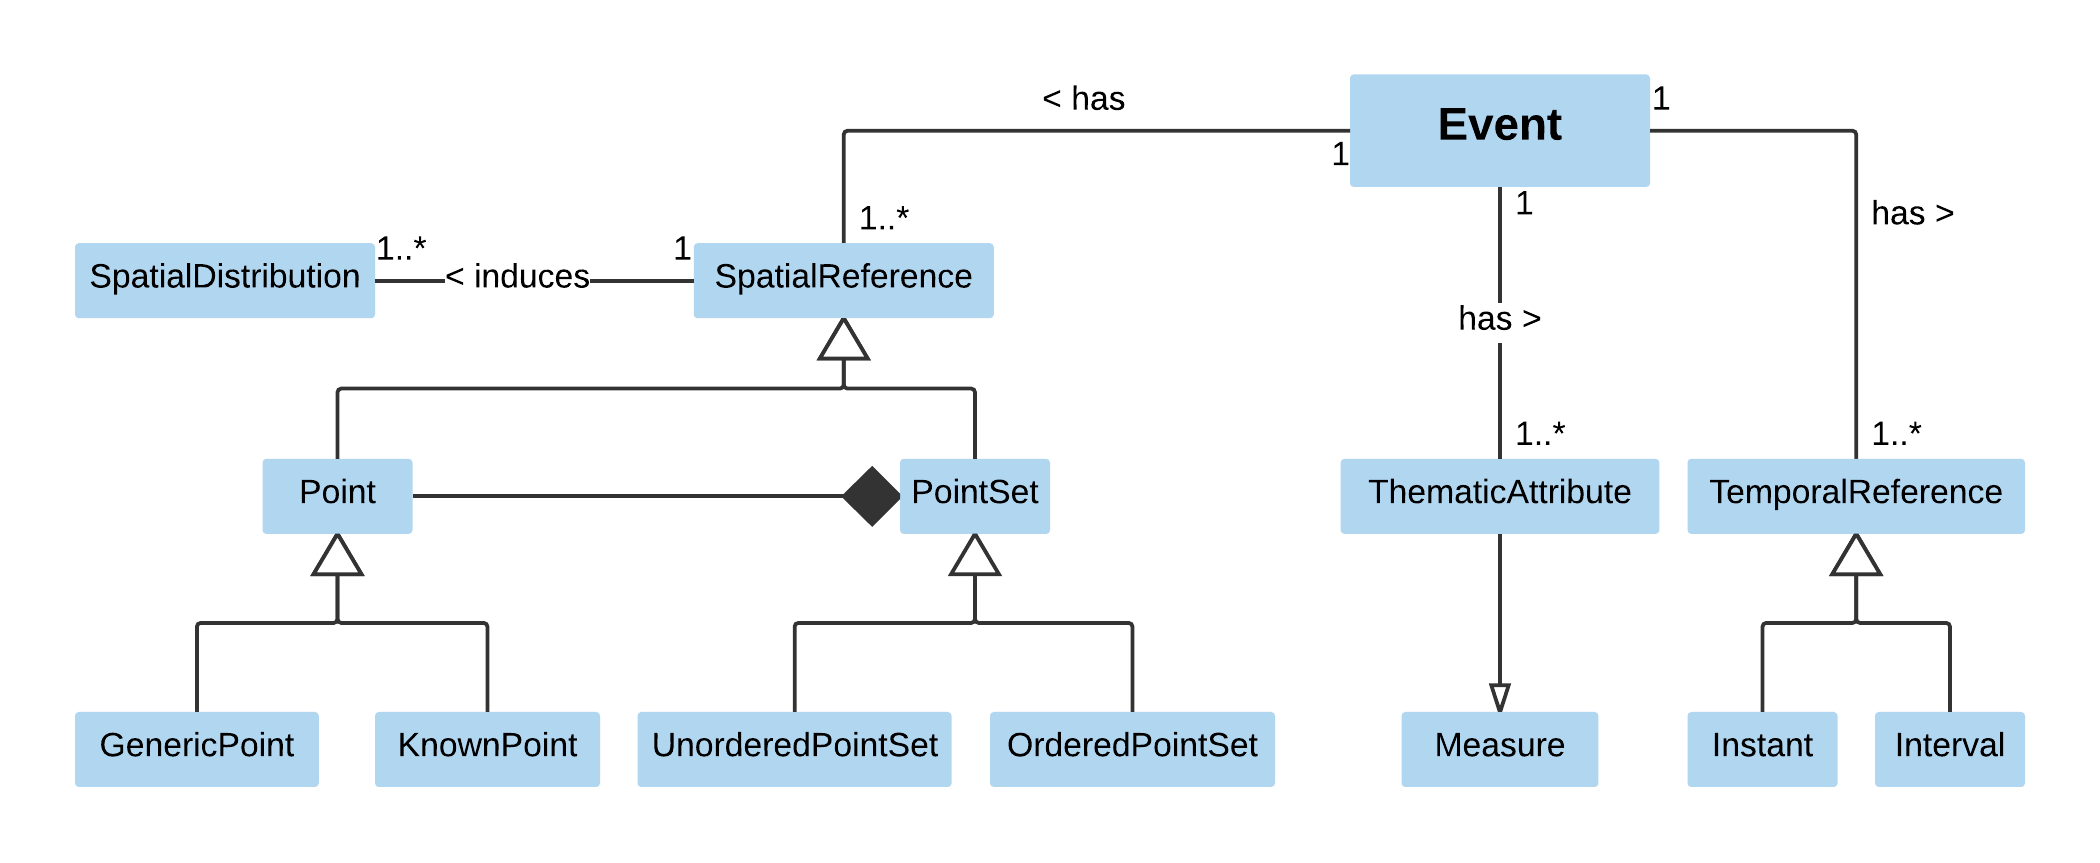 < has
Event
1
1
1
has >
1..*
1..*
< induces
1
SpatialDistribution
SpatialReference
has >
1..*
1..*
Point
PointSet
ThematicAttribute
TemporalReference
GenericPoint
KnownPoint
UnorderedPointSet
OrderedPointSet
Measure
Instant
Interval